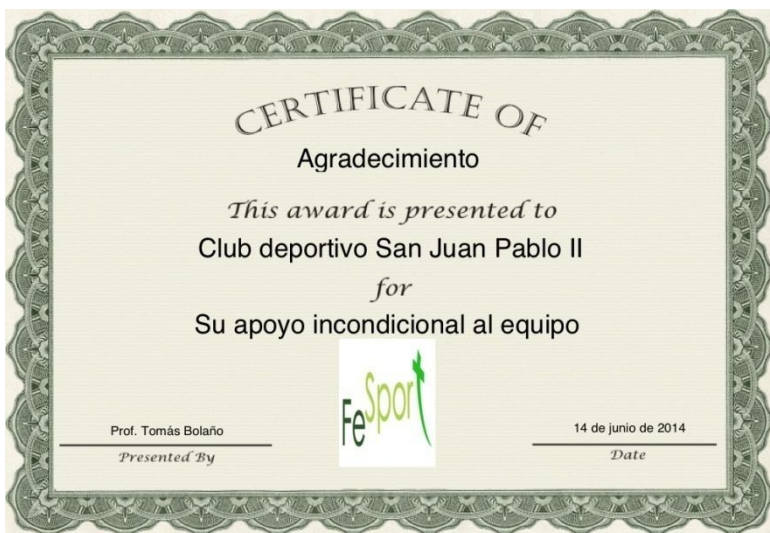 CERTIFICATE OF
Agradecimiento
This award is presented to
Club deportivo San Juan Pablo II
for
Su apoyo incondicional al equipo
FeSport
Prof. Tomás Bolaño
Presented By
14 de junio de 2014
Date